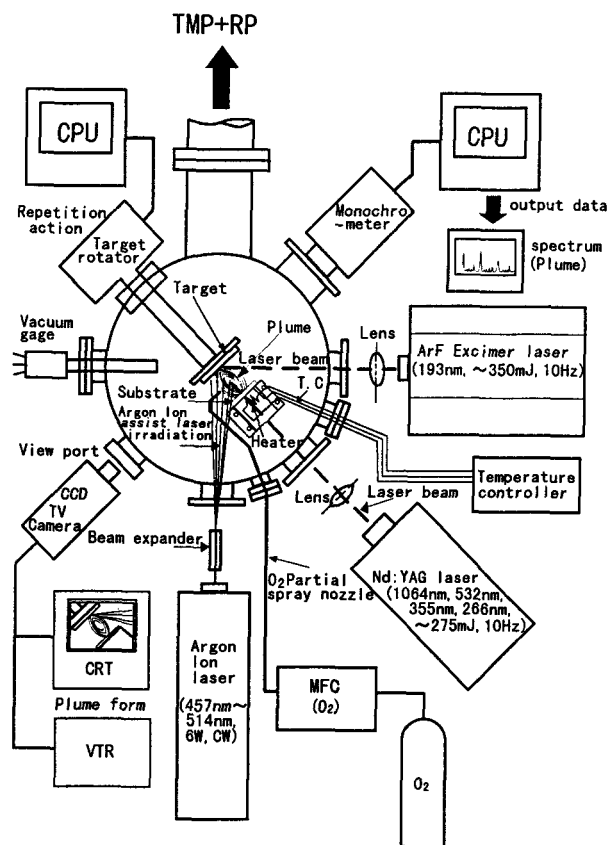 TMP+RP
CPU
CPU
output data
spectrum
(Plume)
Repetition
action
Target
rotator
Monochro
-meter
Target
Vacuum
gage
Plume
Laser beam
Lens
ArF Excimer laser
(193nm, ~350mJ, 10Hz)
T.C
Substrate
Argon Ion
assist laser
irradiation
Heater
View port
CCD
TV
Camera
Lens
Laser beam
Temperature
controller
Beam expander
O2Partial
spray nozzle
Nd:YAG laser
(1064nm, 532nm,
355nm, 266nm,
~275mJ, 10Hz)
CRT
Argon
Ion
laser
(457nm~
514nm,
6W, CW)
MFC
(O2)
Plume form
VTR
O2